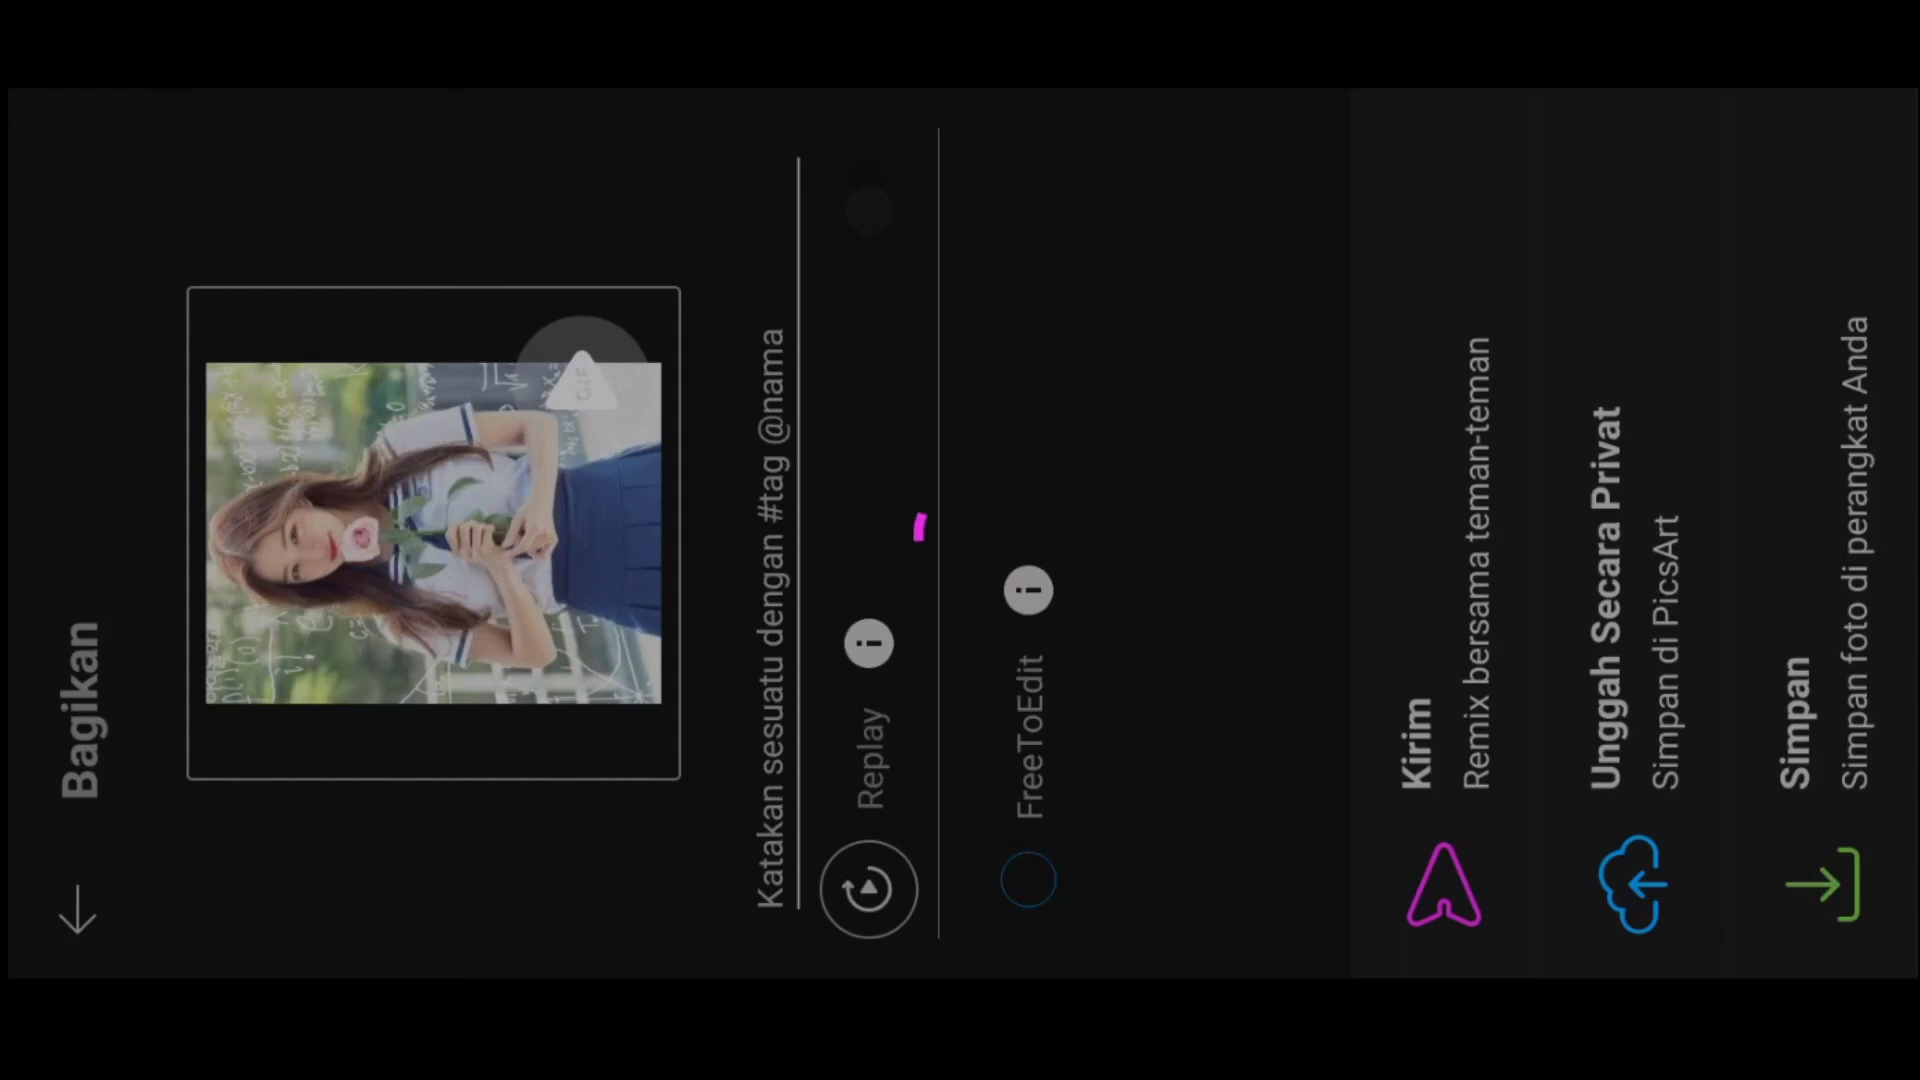 Bagikan
GIF
Katakan sesuatu dengan #tag @nama
Replay
FreeToEdit
Kirim
Remix bersama teman-teman
Unggah Secara Privat
Simpan di PicsArt
Simpan
Simpan foto di perangkat Anda